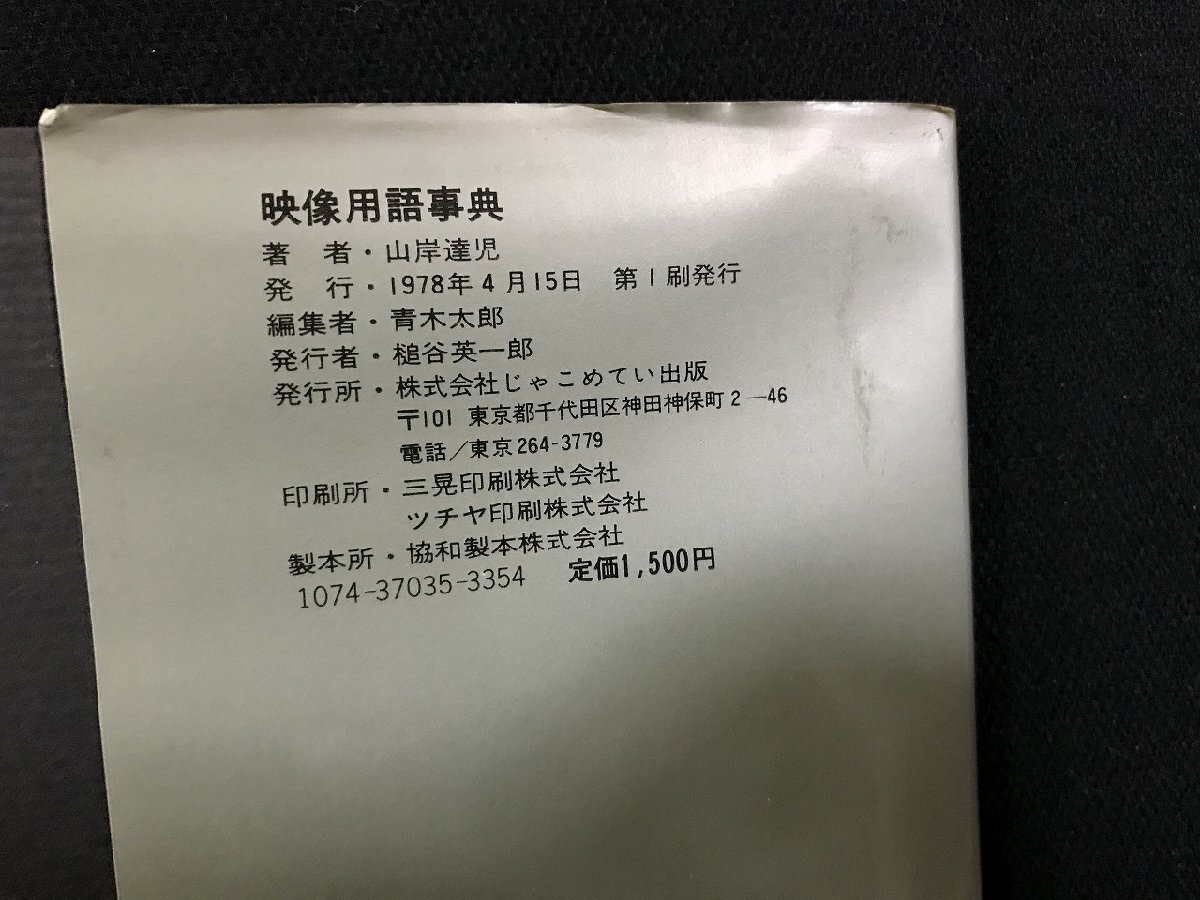 映像用語事典
著　者・山岸達児
発　行・1978年4月15日　第1刷発行
編集者・青木太郎
発行者・槌谷英一郎
発行所・株式会社じゃこめてい出版
〒101 東京都千代田区神田神保町2－46
電話／東京264-3779
印刷所・三晃印刷株式会社
ツチヤ印刷株式会社
製本所・協和製本株式会社
1074-37035-3354　定価1,500円